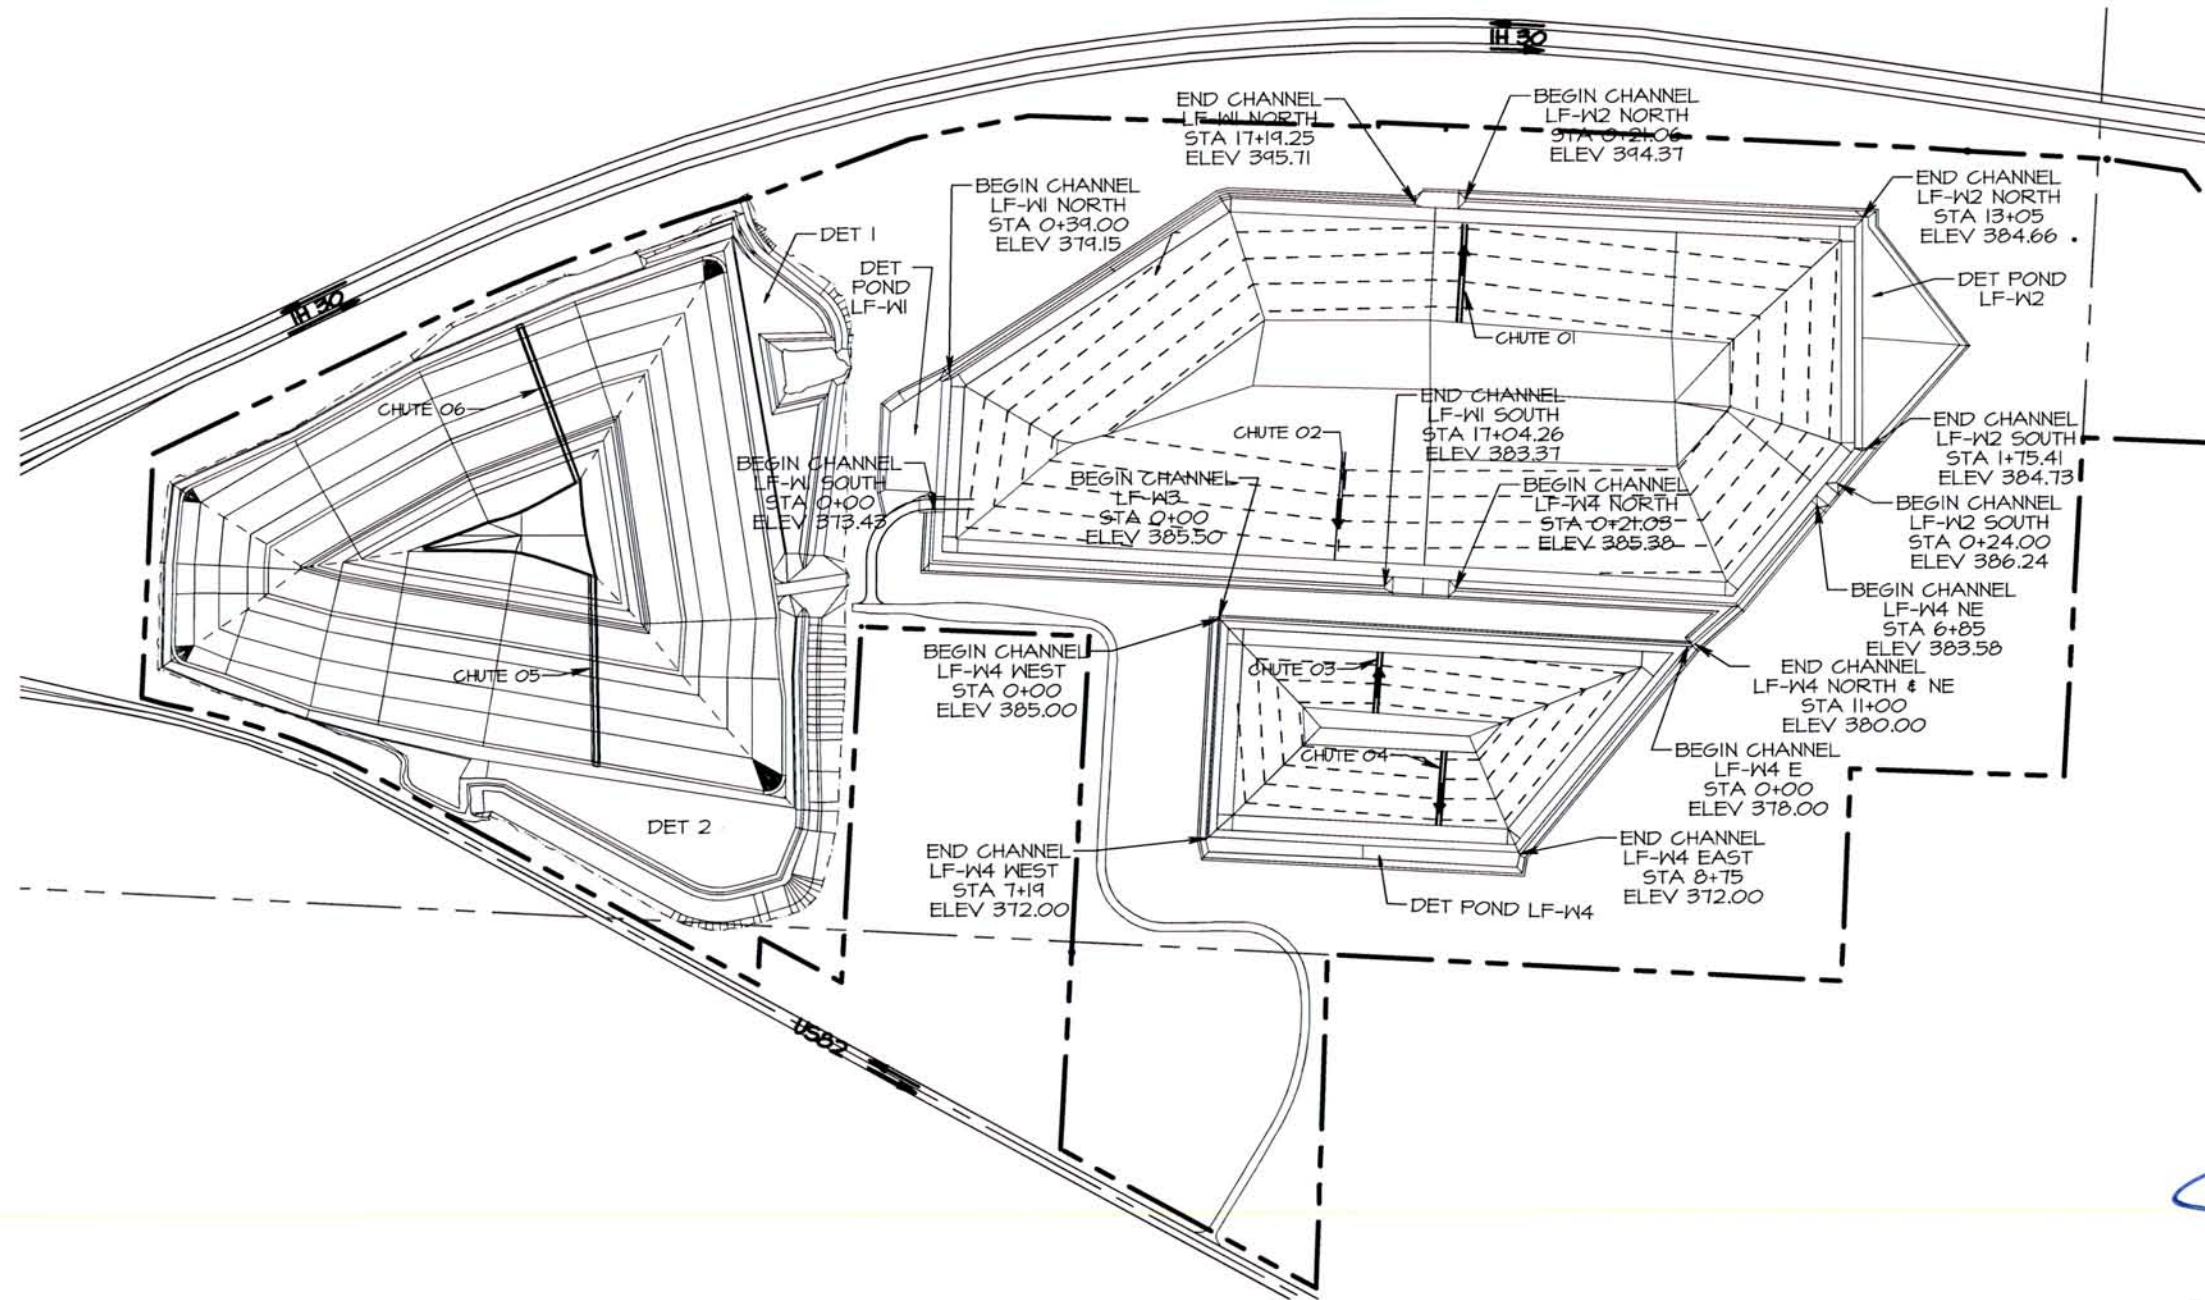 IH 30
END CHANNEL
LF-W1 NORTH
STA 17+19.25
ELEV 395.71
BEGIN CHANNEL
LF-W2 NORTH
STA 0+21.06
ELEV 394.37
BEGIN CHANNEL
LF-W1 NORTH
STA 0+39.00
ELEV 379.15
END CHANNEL
LF-W2 NORTH
STA 13+05
ELEV 384.66
DET 1
DET
POND
LF-W1
DET POND
LF-W2
IH 30
CHUTE 01
CHUTE 06
END CHANNEL
LF-W1 SOUTH
STA 17+04.26
ELEV 383.37
CHUTE 02
END CHANNEL
LF-W2 SOUTH
STA 1+75.41
ELEV 384.73
BEGIN CHANNEL
LF-W SOUTH
STA 0+00
ELEV 373.43
BEGIN CHANNEL
LF-W3
STA 0+00
ELEV 385.50
BEGIN CHANNEL
LF-W4 NORTH
STA 0+21.03
ELEV 385.38
BEGIN CHANNEL
LF-W2 SOUTH
STA 0+24.00
ELEV 386.24
BEGIN CHANNEL
LF-W4 NE
STA 6+85
ELEV 383.58
BEGIN CHANNEL
LF-W4 WEST
STA 0+00
ELEV 385.00
CHUTE 03
END CHANNEL
LF-W4 NORTH & NE
STA 11+00
ELEV 380.00
CHUTE 05
CHUTE 04
BEGIN CHANNEL
LF-W4 E
STA 0+00
ELEV 378.00
DET 2
END CHANNEL
LF-W4 WEST
STA 7+19
ELEV 372.00
END CHANNEL
LF-W4 EAST
STA 8+75
ELEV 372.00
DET POND LF-W4
US82